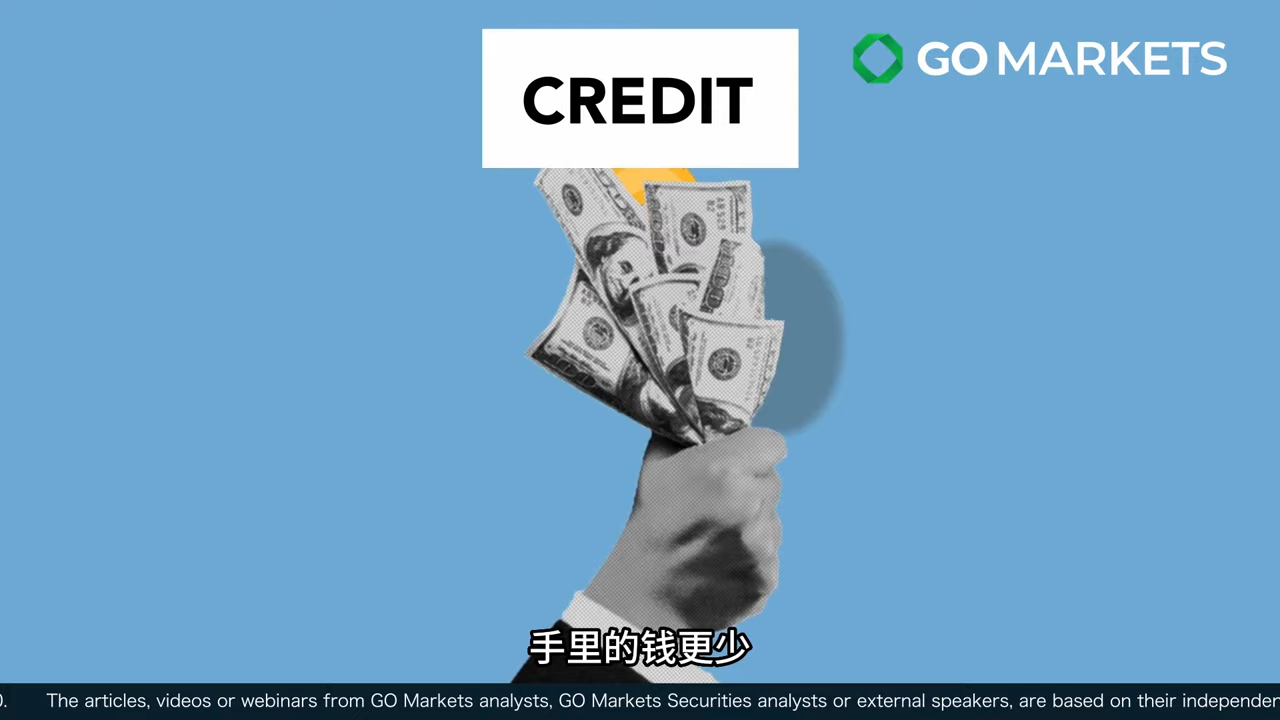 CREDIT
GO MARKETS
手里的钱更少
0. The articles, videos or webinars from GO Markets analysts, GO Markets Securities analysts or external speakers, are based on their independen